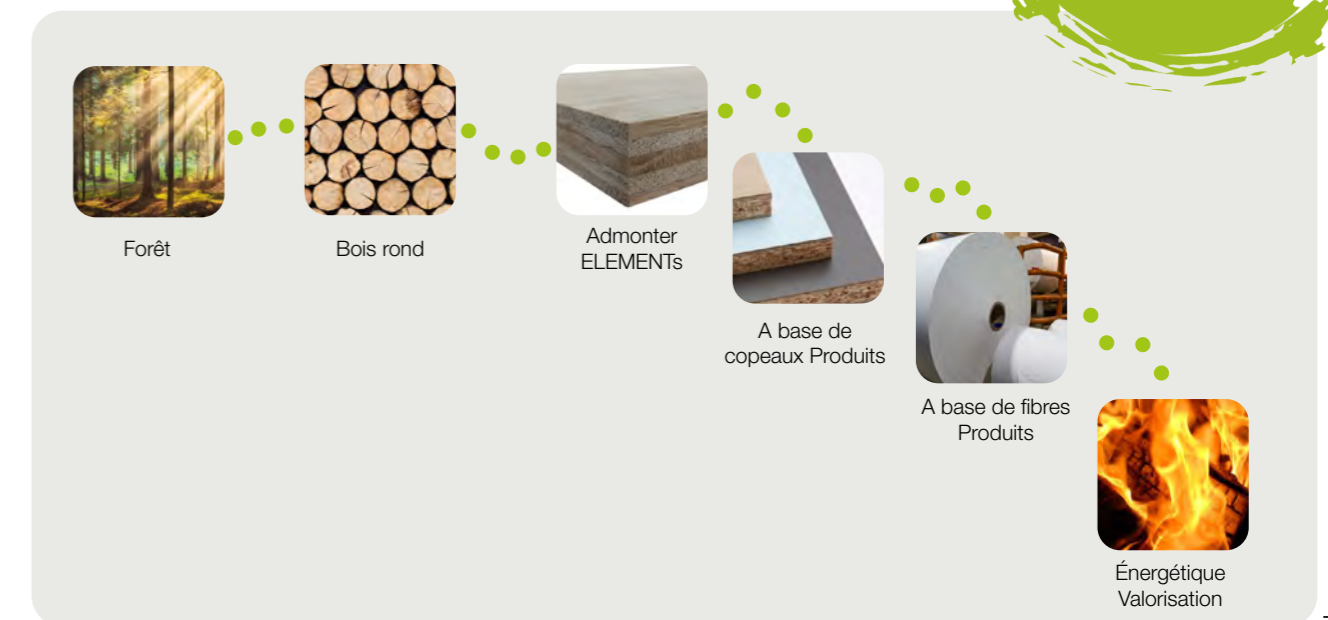 Forêt
Bois rond
Admonter
ELEMENTs
A base de
copeaux Produits
A base de fibres
Produits
Énergétique
Valorisation